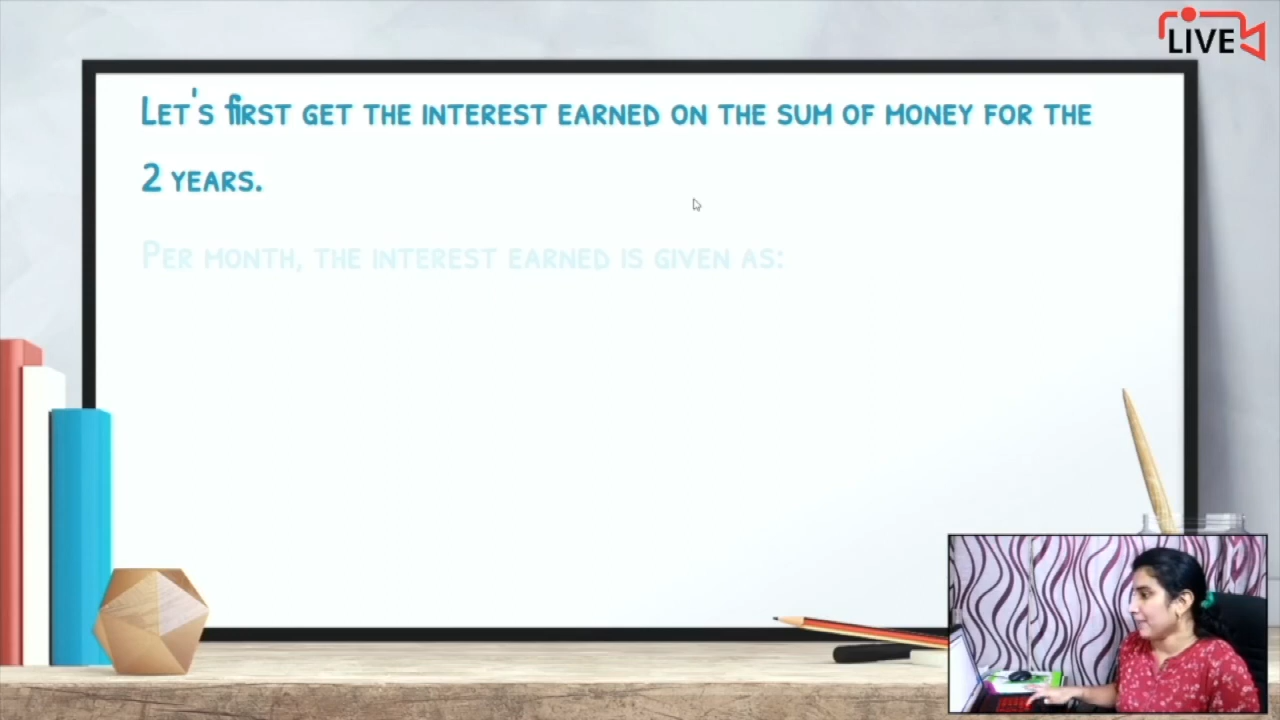 LIVE
Let's first get the interest earned on the sum of money for the
2 years.
Per month, the interest earned is given as: